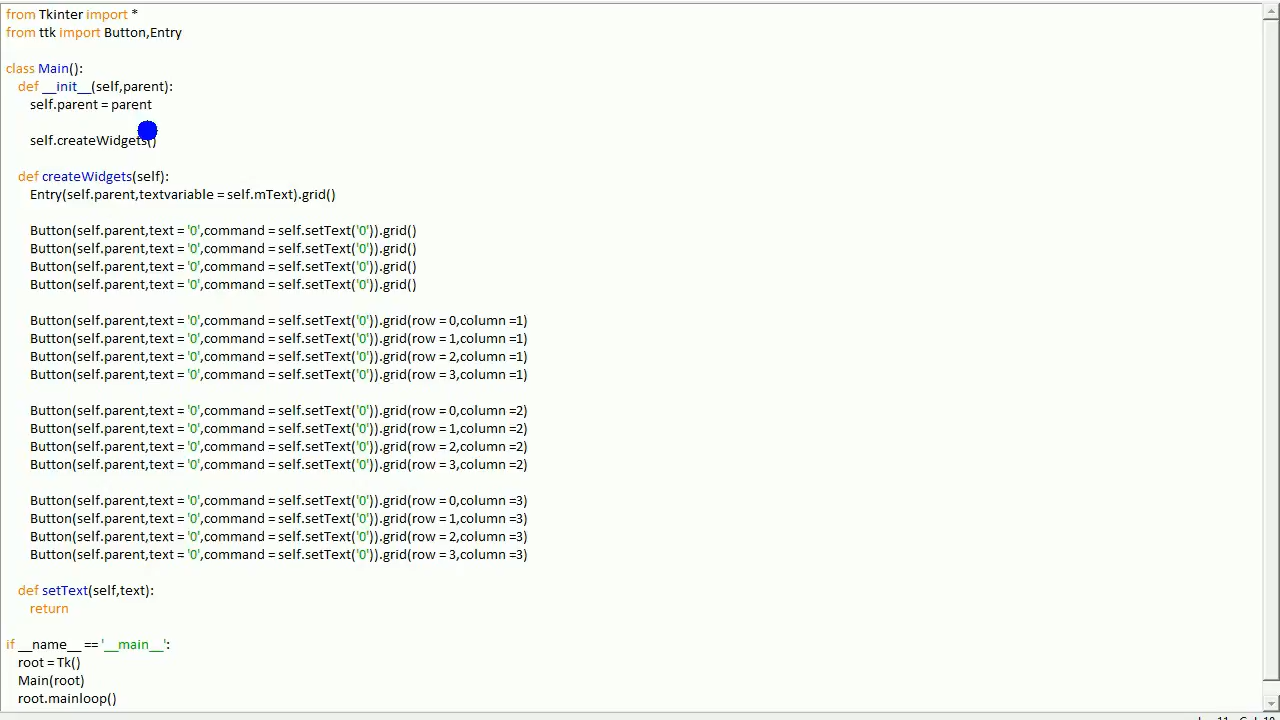 from Tkinter import *
from ttk import Button,Entry
class Main():
def __init__(self,parent):
self.parent = parent
self.createWidgets()
def createWidgets(self):
Entry(self.parent,textvariable = self.mText).grid()
Button(self.parent,text = '0',command = self.setText('0')).grid()
Button(self.parent,text = '0',command = self.setText('0')).grid()
Button(self.parent,text = '0',command = self.setText('0')).grid()
Button(self.parent,text = '0',command = self.setText('0')).grid()
Button(self.parent,text = '0',command = self.setText('0')).grid(row = 0,column =1)
Button(self.parent,text = '0',command = self.setText('0')).grid(row = 1,column =1)
Button(self.parent,text = '0',command = self.setText('0')).grid(row = 2,column =1)
Button(self.parent,text = '0',command = self.setText('0')).grid(row = 3,column =1)
Button(self.parent,text = '0',command = self.setText('0')).grid(row = 0,column =2)
Button(self.parent,text = '0',command = self.setText('0')).grid(row = 1,column =2)
Button(self.parent,text = '0',command = self.setText('0')).grid(row = 2,column =2)
Button(self.parent,text = '0',command = self.setText('0')).grid(row = 3,column =2)
Button(self.parent,text = '0',command = self.setText('0')).grid(row = 0,column =3)
Button(self.parent,text = '0',command = self.setText('0')).grid(row = 1,column =3)
Button(self.parent,text = '0',command = self.setText('0')).grid(row = 2,column =3)
Button(self.parent,text = '0',command = self.setText('0')).grid(row = 3,column =3)
def setText(self,text):
return
if __name__ == '__main__':
root = Tk()
Main(root)
root.mainloop()